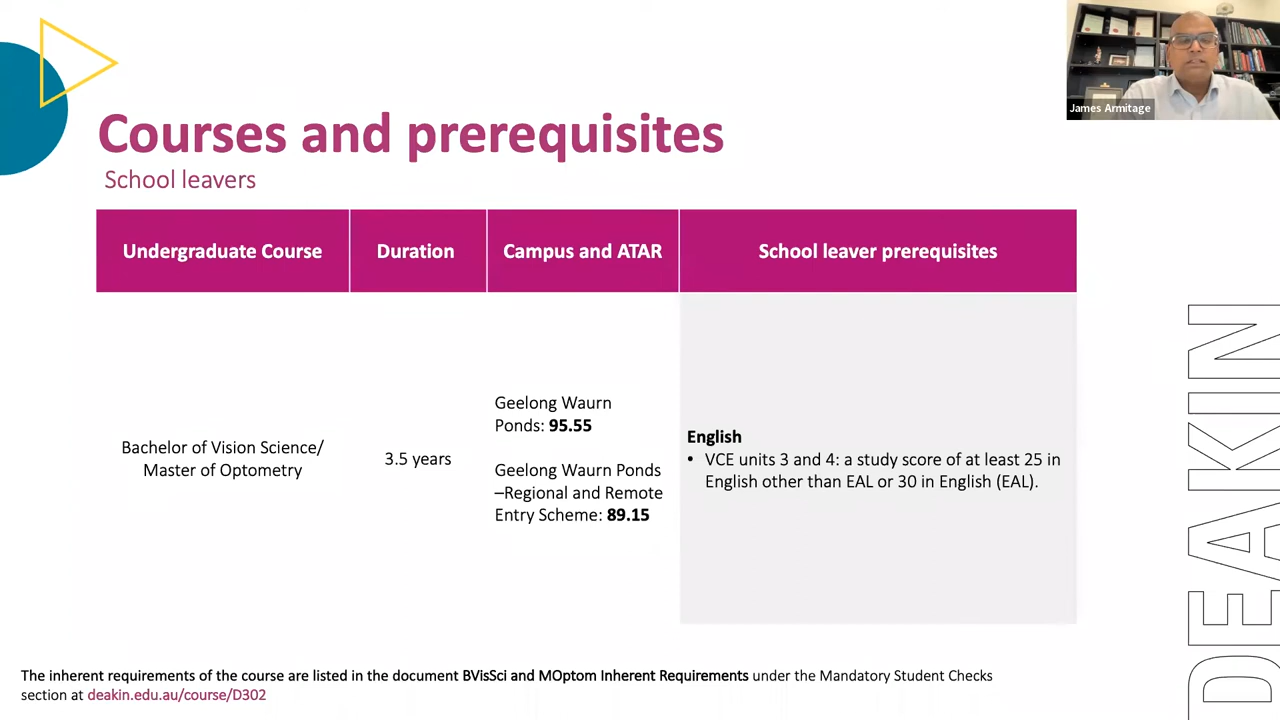 James Armitage
Courses and prerequisites
School leavers
Undergraduate Course
Duration
Campus and ATAR
School leaver prerequisites
Bachelor of Vision Science/
Master of Optometry
3.5 years
Geelong Waurn
Ponds: 95.55
Geelong Waurn Ponds
–Regional and Remote
Entry Scheme: 89.15
English
• VCE units 3 and 4: a study score of at least 25 in
English other than EAL or 30 in English (EAL).
DEAKIN
The inherent requirements of the course are listed in the document BVisSci and MOptom Inherent Requirements under the Mandatory Student Checks
section at deakin.edu.au/course/D302